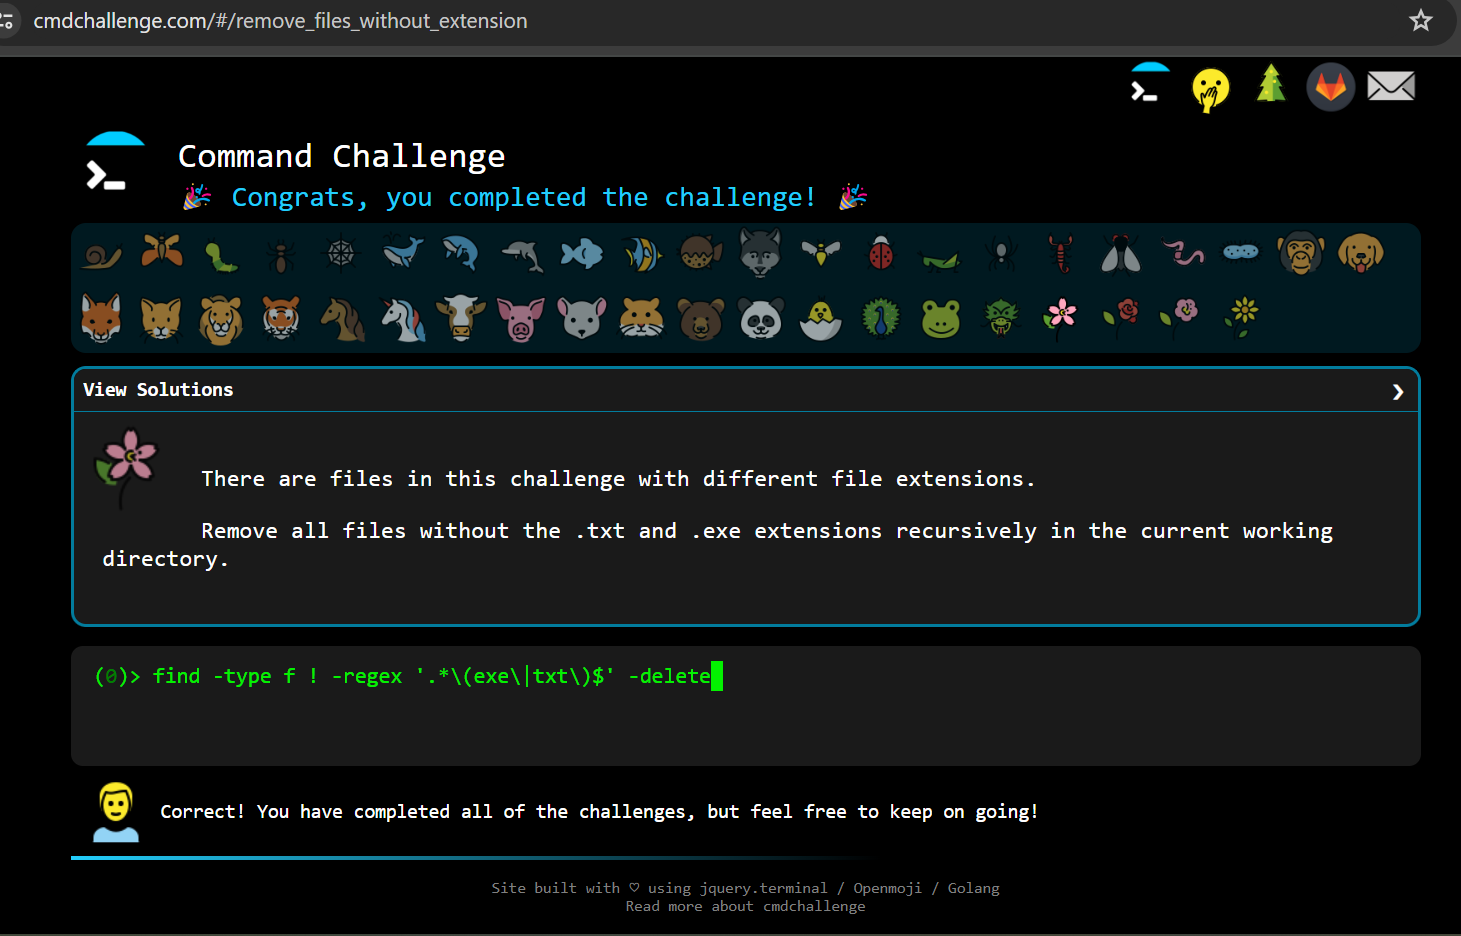 cmdchallenge.com/#/remove_files_without_extension
Command Challenge
Congrats, you completed the challenge!
View Solutions
There are files in this challenge with different file extensions.
Remove all files without the .txt and .exe extensions recursively in the current working
directory.
(0)> find -type f ! -regex '.*\(exe\|txt\)$' -delete
Correct! You have completed all of the challenges, but feel free to keep on going!
Site built with ♡ using jquery.terminal / Openmoji / Golang
Read more about cmdchallenge